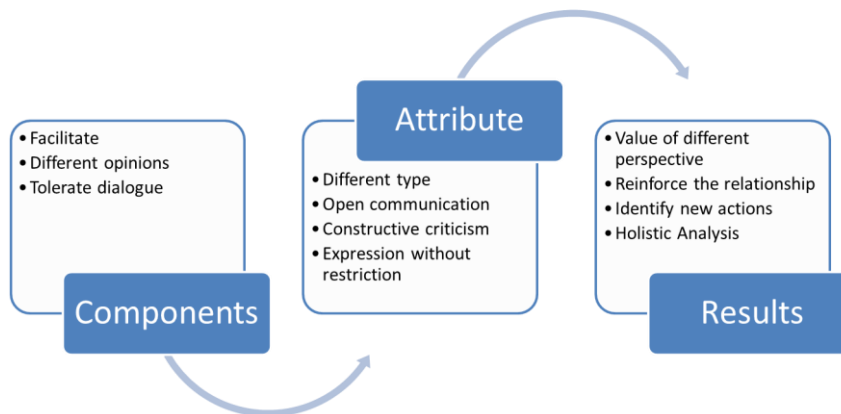 • Facilitate
• Different opinions
• Tolerate dialogue
Components
Attribute
• Different type
• Open communication
• Constructive criticism
• Expression without
restriction
• Value of different
perspective
• Reinforce the relationship
• Identify new actions
• Holistic Analysis
Results